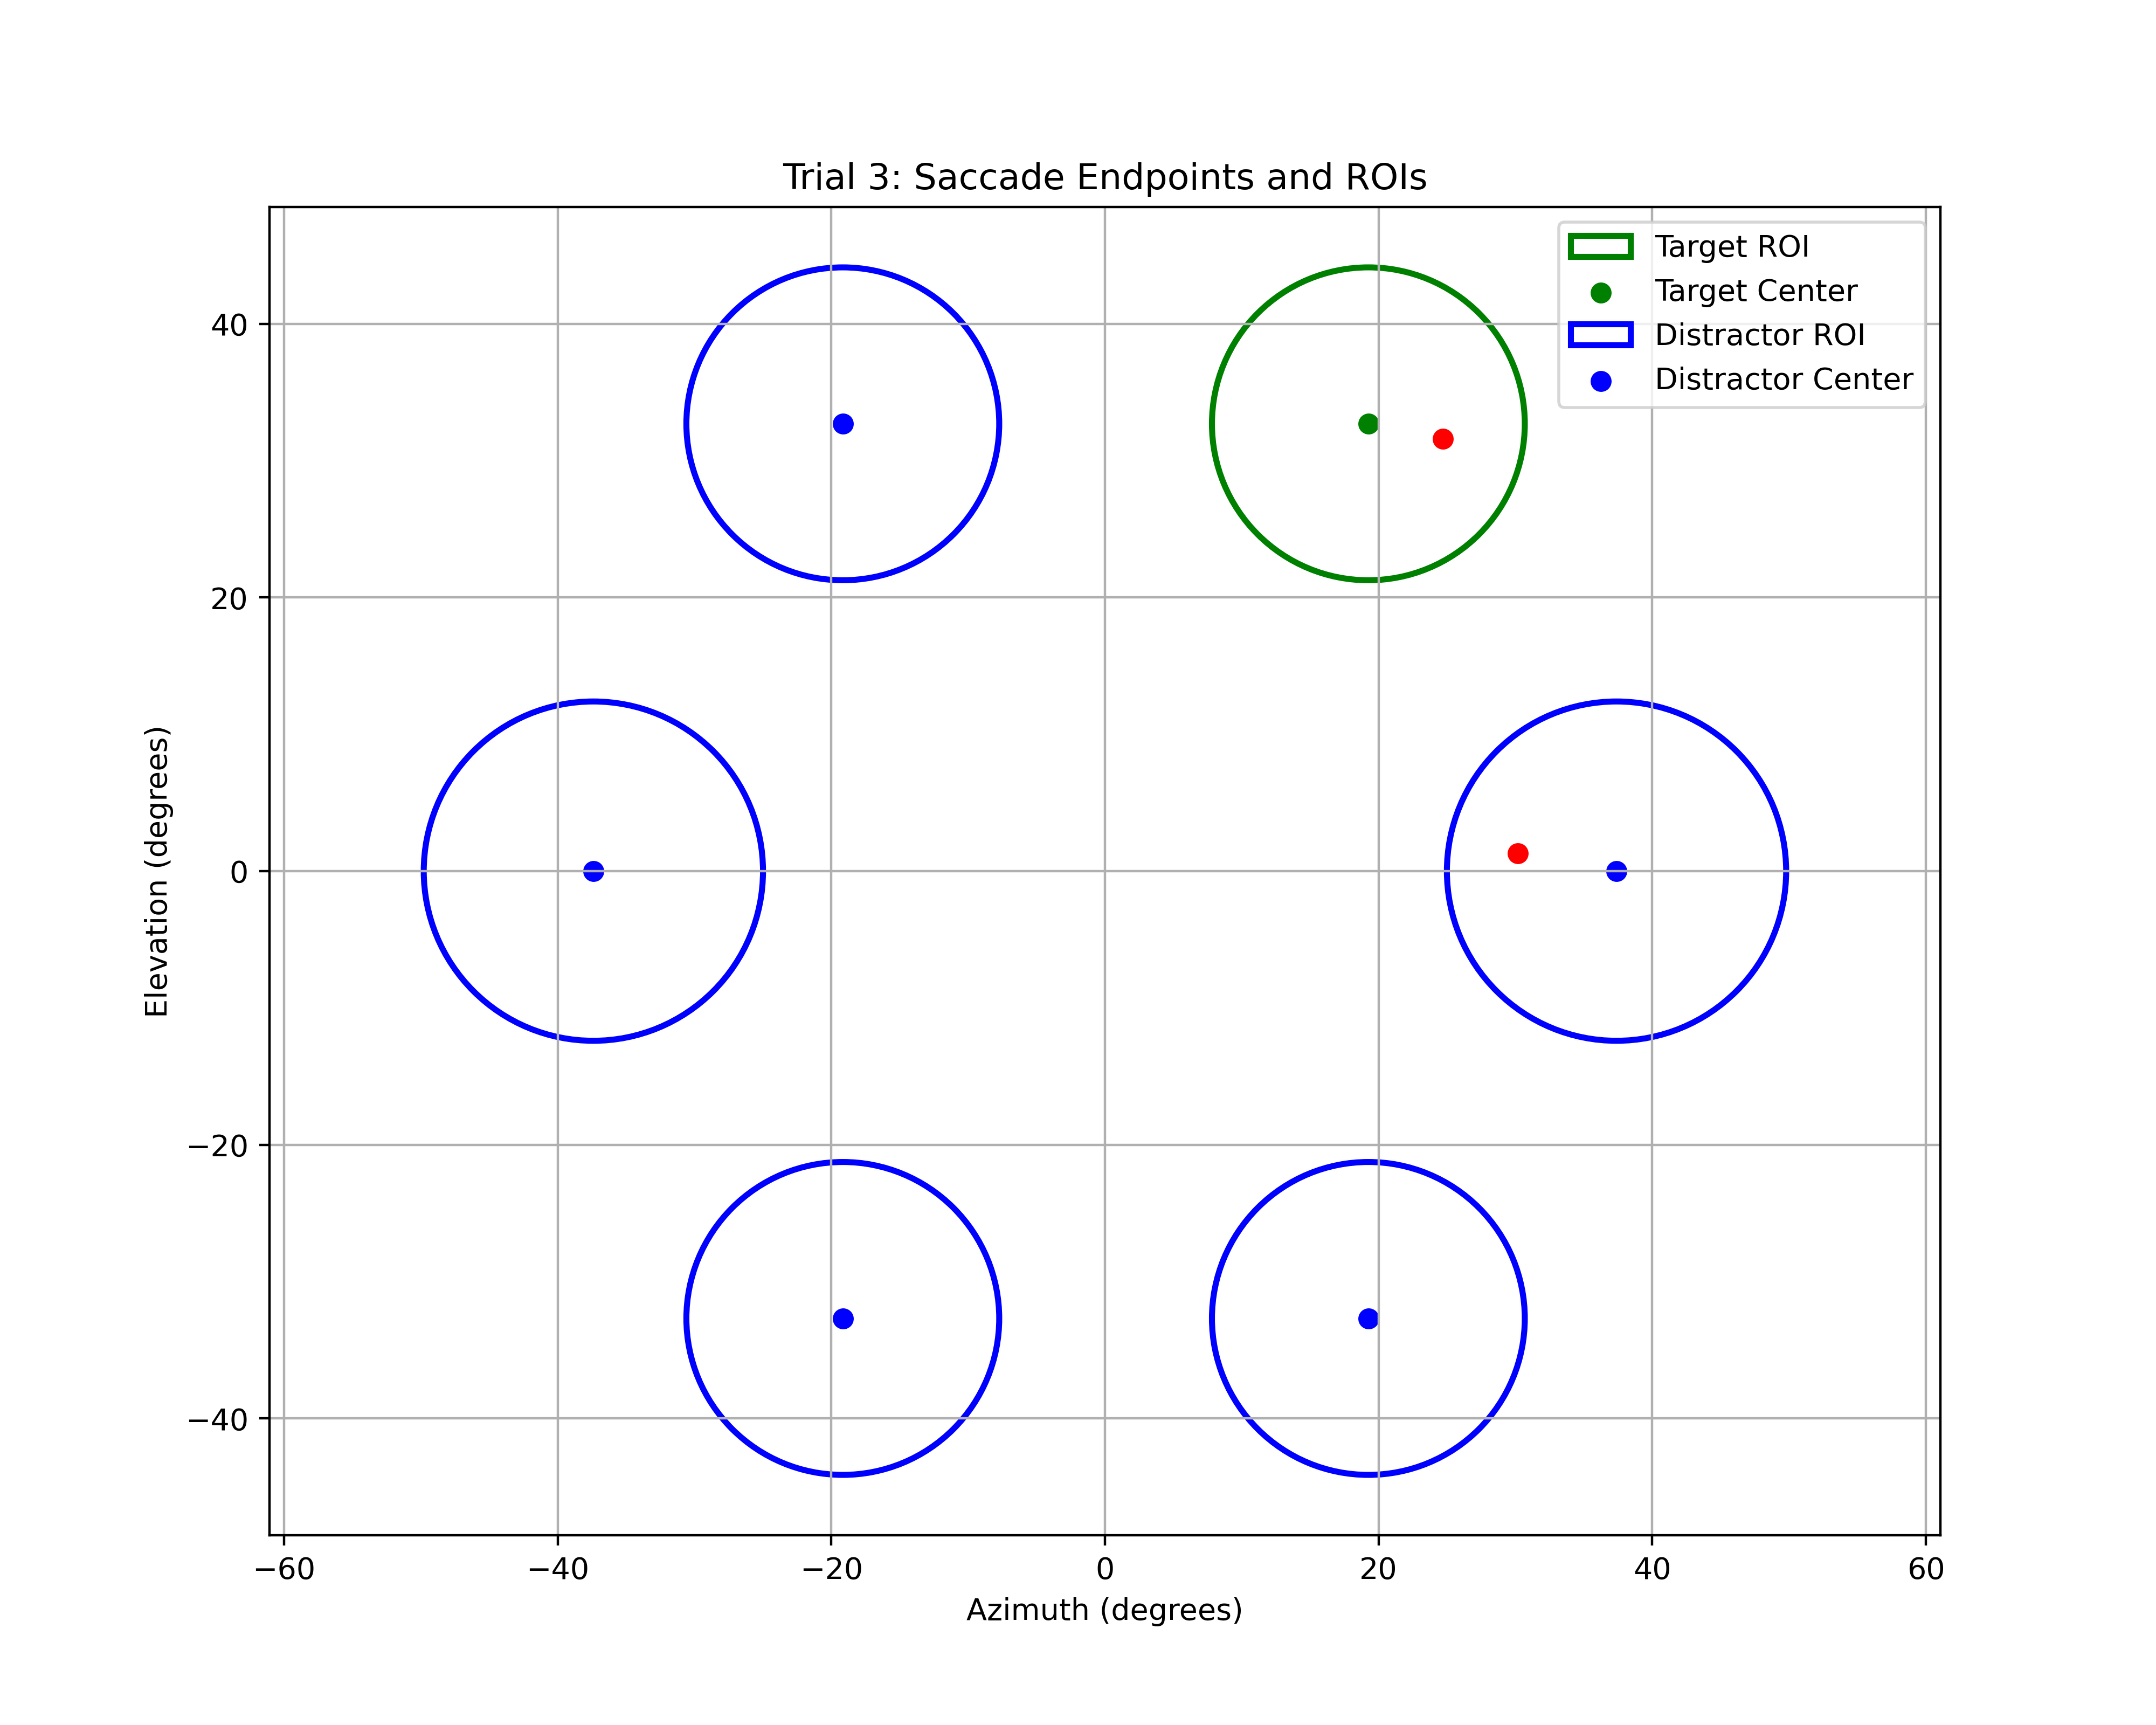 Trial 3: Saccade Endpoints and ROIs
Target ROI
Target Center
Distractor ROI
Distractor Center
40
20
0
−20
−40
Elevation (degrees)
−60
−40
−20
0
20
40
60
Azimuth (degrees)